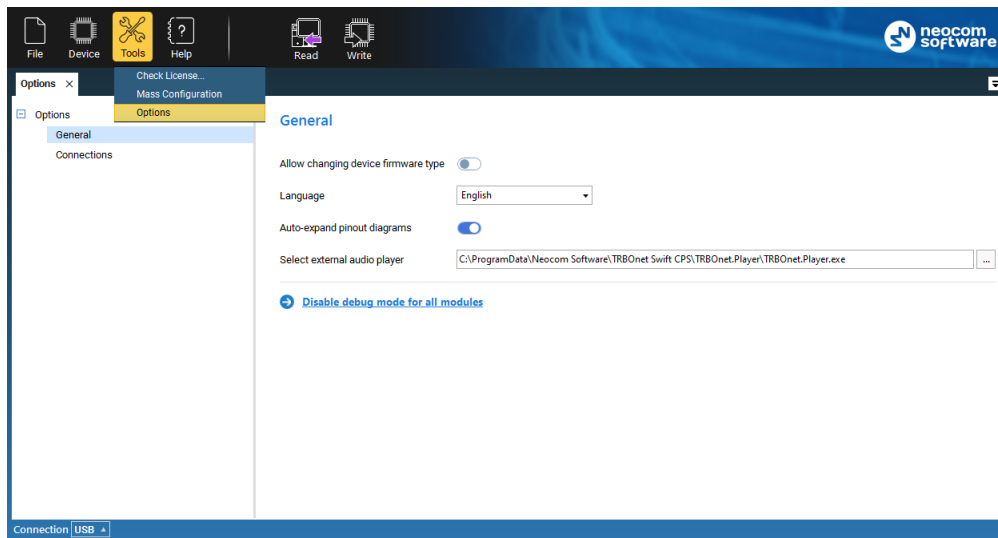 File
Device
Tools
Help
Read
Write
neocom
software
Options ×
Check License...
Mass Configuration
Options
Options
General
Connections
General
Allow changing device firmware type
Language
English
Auto-expand pinout diagrams
Select external audio player
C:\ProgramData\Neocom Software\TRBOnet Swift CPS\TRBOnet.Player\TRBOnet.Player.exe
...
Disable debug mode for all modules
Connection USB